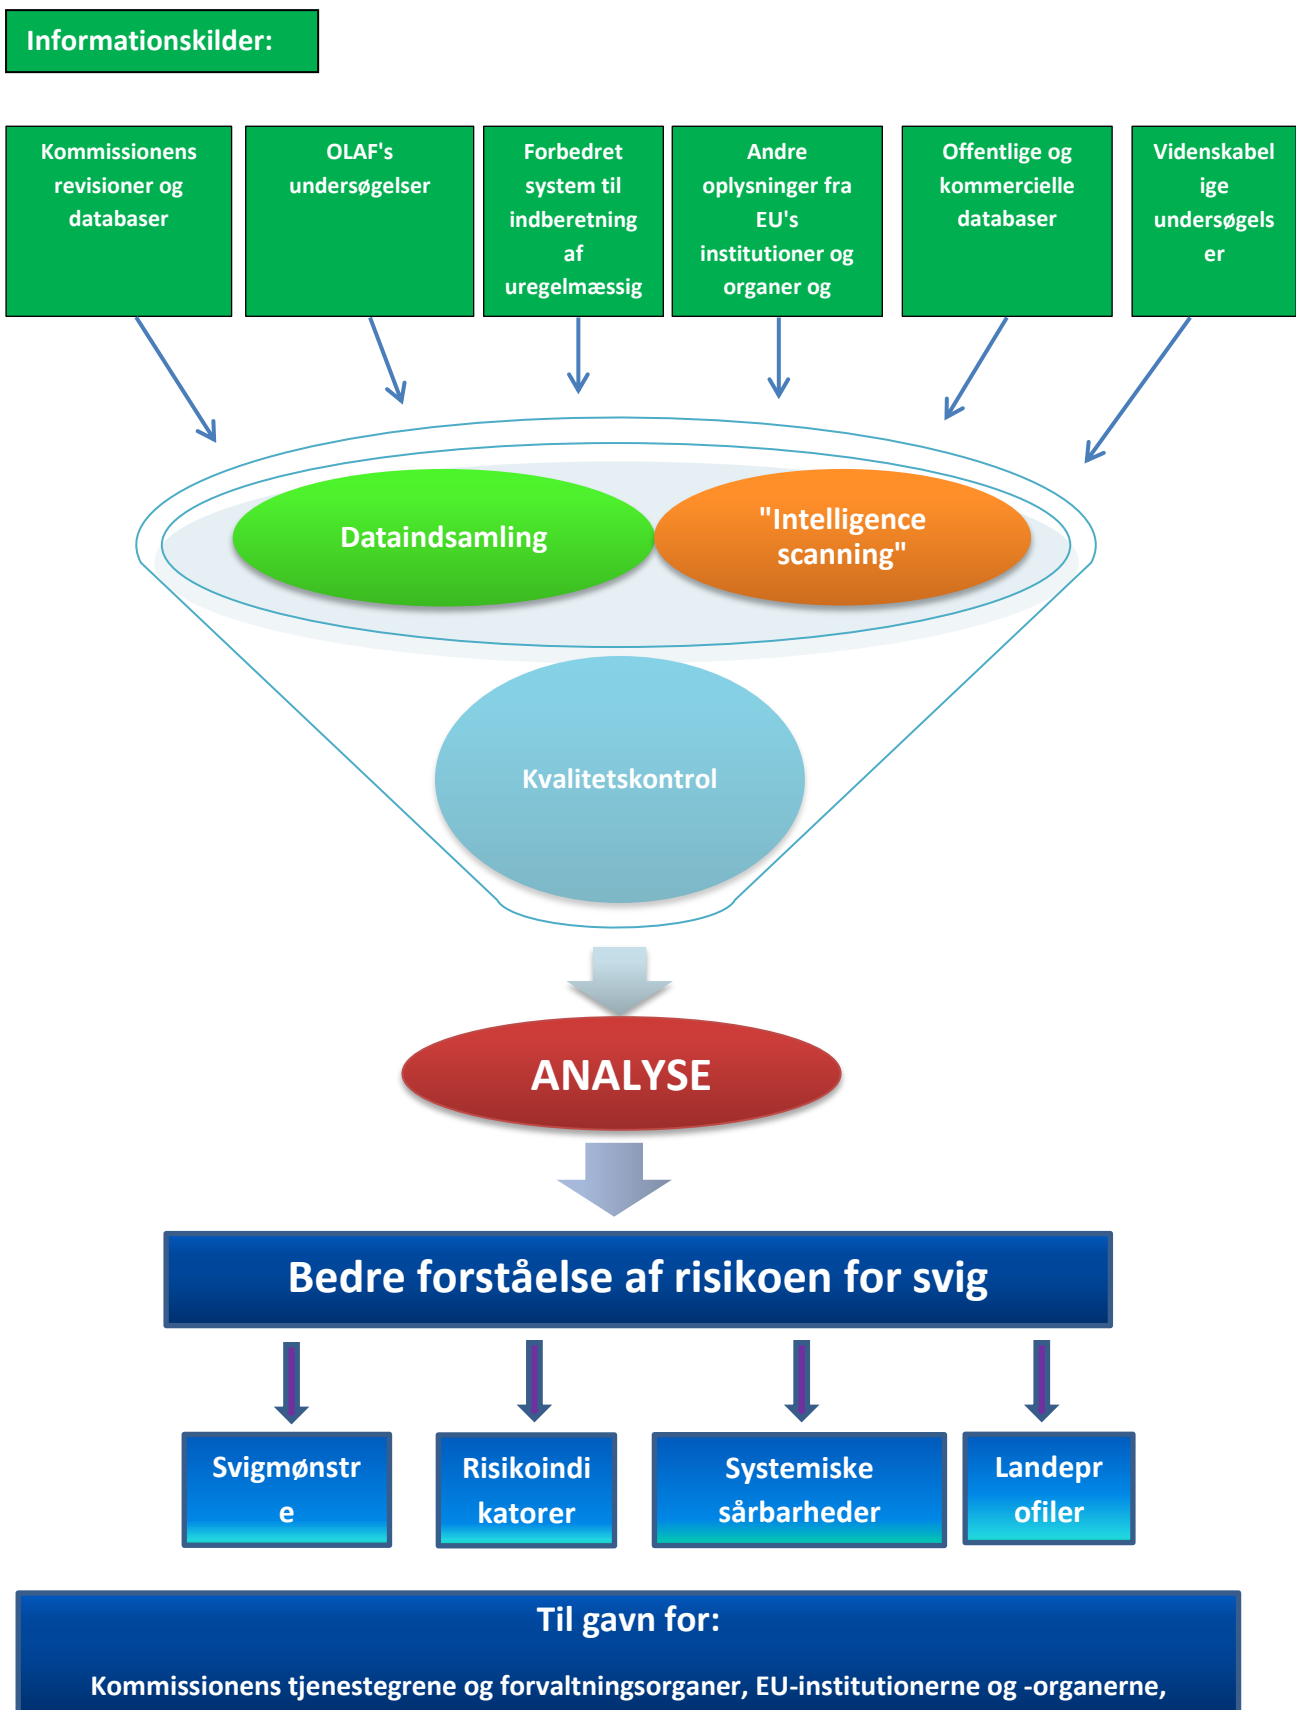 Informationskilder:
Kommissionens
revisioner og
databaser
OLAF's
undersøgelser
Forbedret
system til
indberetning
af
uregelmæssig
Andre
oplysninger fra
EU's
institutioner og
organer og
Offentlige og
kommercielle
databaser
Videnskabel
ige
undersøgels
er
Dataindsamling
"Intelligence
scanning"
Kvalitetskontrol
ANALYSE
Bedre forståelse af risikoen for svig
Svigmønstr
e
Risikoindi
katorer
Systemiske
sårbarheder
Landepr
ofiler
Til gavn for:
Kommissionens tjenestegrene og forvaltningsorganer, EU-institutionerne og -organerne,